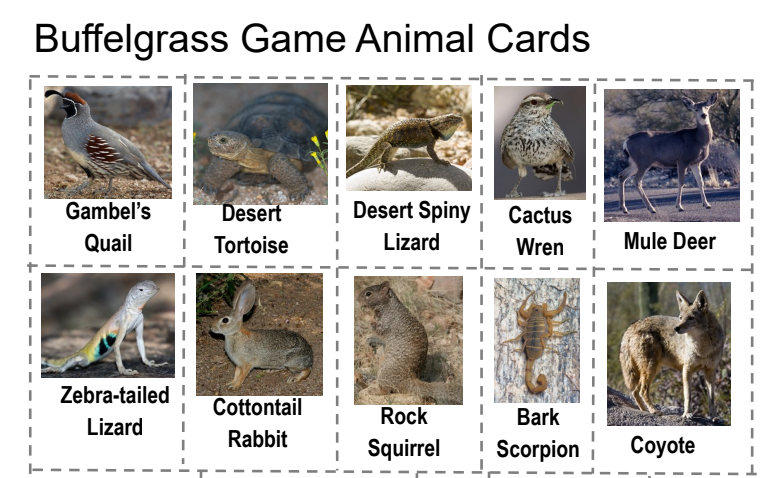 Buffelgrass Game Animal Cards
Gambel's
Quail
Desert
Tortoise
Desert Spiny
Lizard
Cactus
Wren
Mule Deer
Zebra-tailed
Lizard
Cottontail
Rabbit
Rock
Squirrel
Bark
Scorpion
Coyote